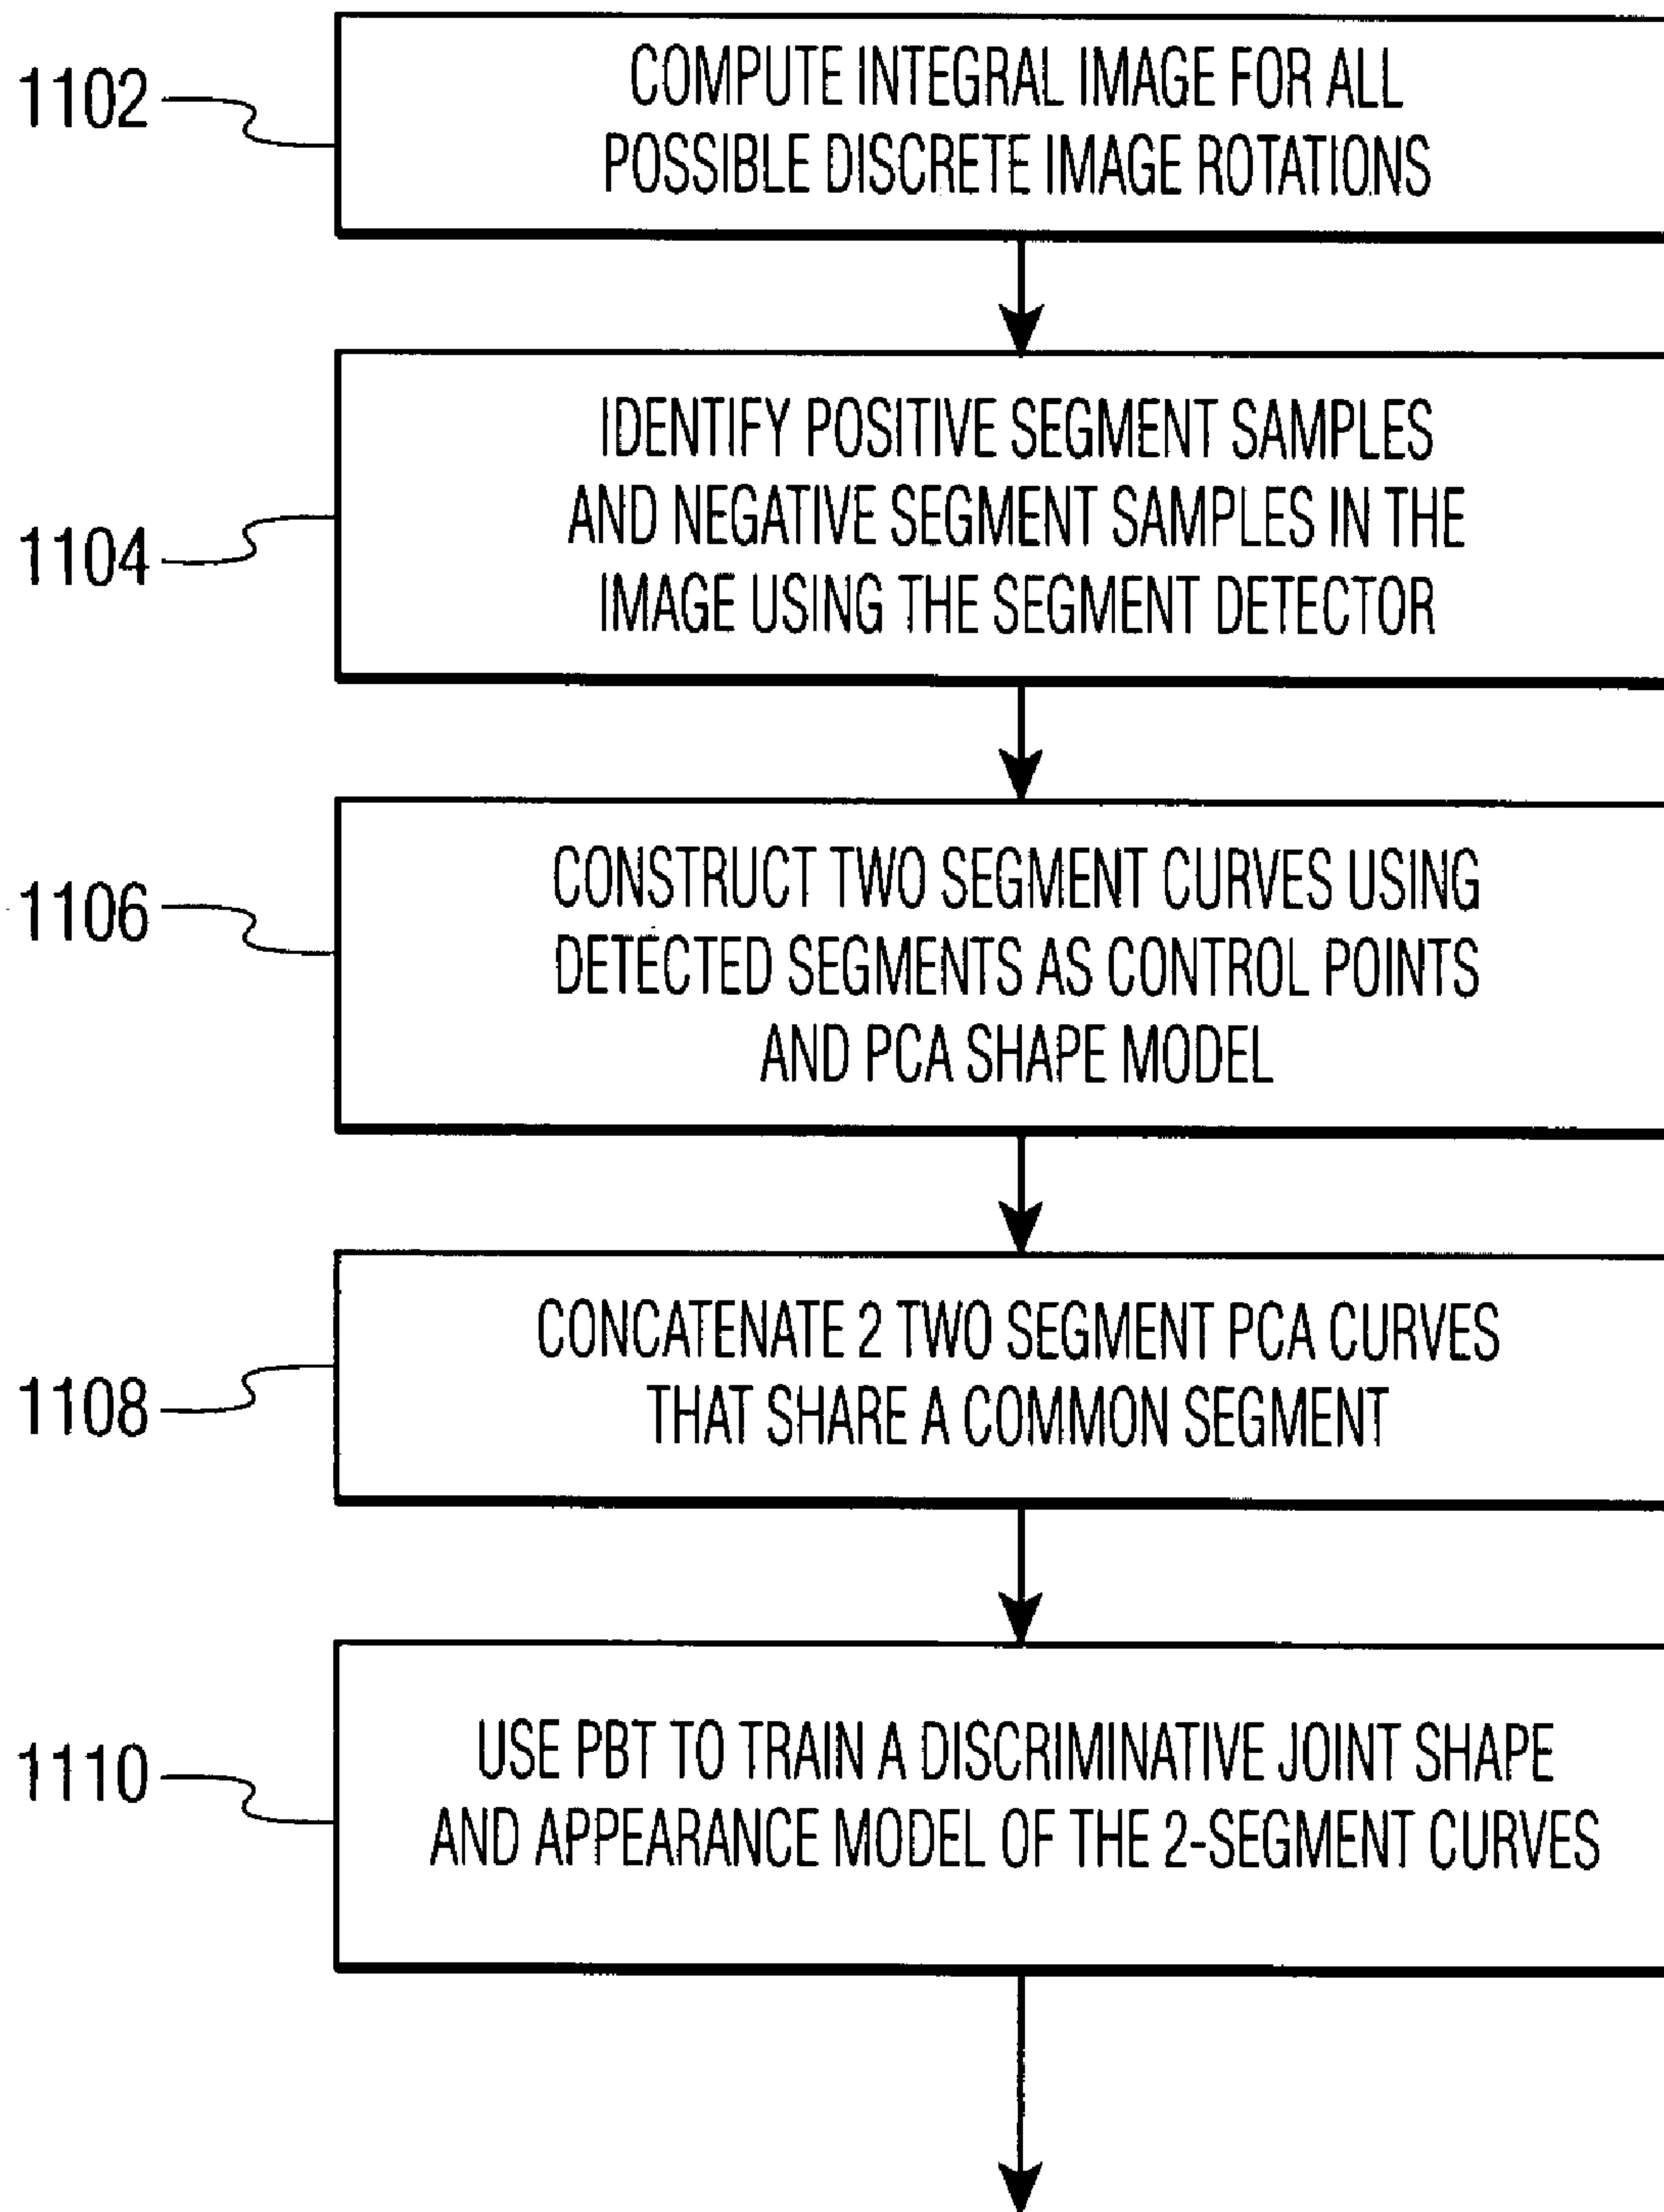 1102
COMPUTE INTEGRAL IMAGE FOR ALL
POSSIBLE DISCRETE IMAGE ROTATIONS
1104
IDENTIFY POSITIVE SEGMENT SAMPLES
AND NEGATIVE SEGMENT SAMPLES IN THE
IMAGE USING THE SEGMENT DETECTOR
1106
CONSTRUCT TWO SEGMENT CURVES USING
DETECTED SEGMENTS AS CONTROL POINTS
AND PCA SHAPE MODEL
1108
CONCATENATE 2 TWO SEGMENT PCA CURVES
THAT SHARE A COMMON SEGMENT
1110
USE PBT TO TRAIN A DISCRIMINATIVE JOINT SHAPE
AND APPEARANCE MODEL OF THE 2-SEGMENT CURVES